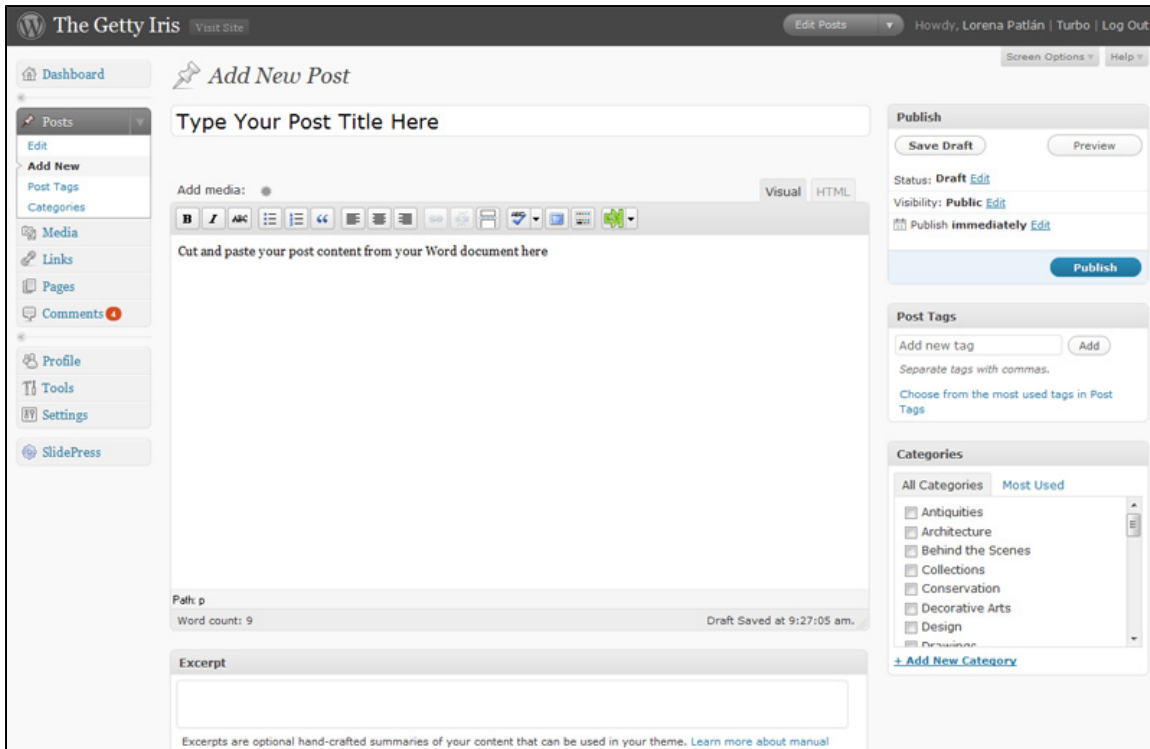 The Getty Iris Visit Site Edit Posts Howdy, Lorena Patlán | Turbo | Log Out
Screen Options Help
Dashboard
Posts
Edit
Add New
Post Tags
Categories
Media
Links
Pages
Comments 4
Profile
Tools
Settings
SlidePress
Add New Post
Type Your Post Title Here
Add media:
Visual HTML
B I ABC
Cut and paste your post content from your Word document here
Path: p
Word count: 9 Draft Saved at 9:27:05 am.
Excerpt
Excerpts are optional hand-crafted summaries of your content that can be used in your theme. Learn more about manual
Publish
Save Draft Preview
Status: Draft Edit
Visibility: Public Edit
Publish immediately Edit
Publish
Post Tags
Add new tag Add
Separate tags with commas.
Choose from the most used tags in Post
Tags
Categories
All Categories Most Used
Antiquities
Architecture
Behind the Scenes
Collections
Conservation
Decorative Arts
Design
Drawings
+ Add New Category